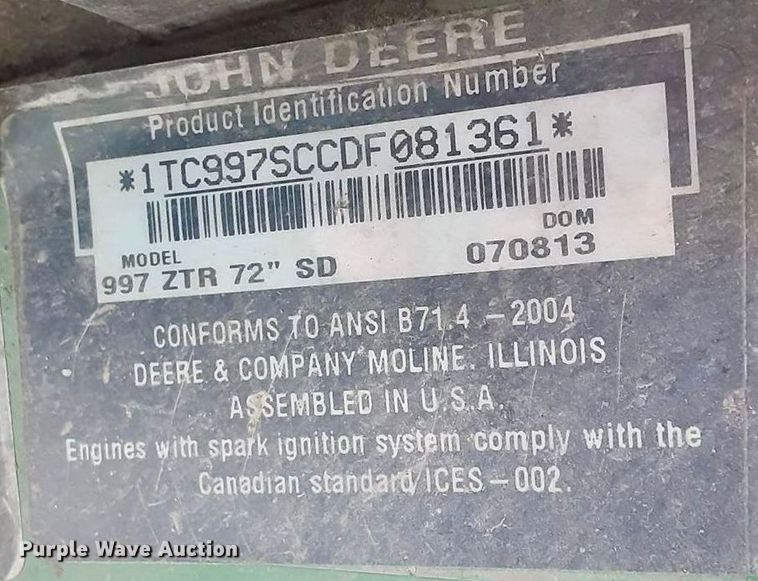 JOHN DEERE
Product Identification Number
*1TC997SCCDF081361*
DOM
MODEL
070813
997 ZTR 72" SD
CONFORMS TO ANSI B71.4 - 2004
DEERE & COMPANY MOLINE, ILLINOIS
ASSEMBLED IN U.S.A.
Engines with spark ignition system comply with the
Canadian standard ICES-002.
Purple Wave Auction